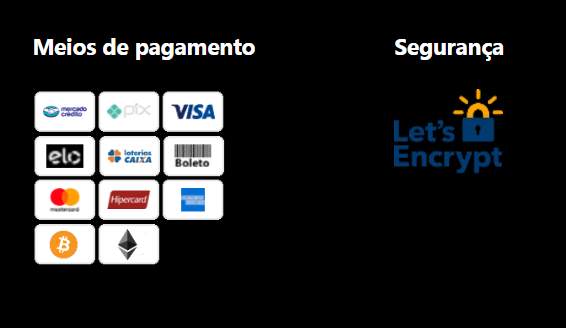 Meios de pagamento
Segurança
mercado
crédito
pix
VISA
elo
loterias
CAIXA
Boleto
mastercard
Hipercard
Let's
Encrypt